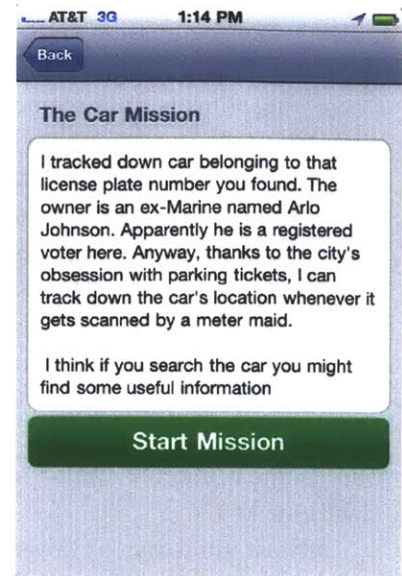 AT&T 3G 1:14 PM
Back
The Car Mission
I tracked down car belonging to that
license plate number you found. The
owner is an ex-Marine named Arlo
Johnson. Apparently he is a registered
voter here. Anyway, thanks to the city's
obsession with parking tickets, I can
track down the car's location whenever it
gets scanned by a meter maid.
I think if you search the car you might
find some useful information
Start Mission